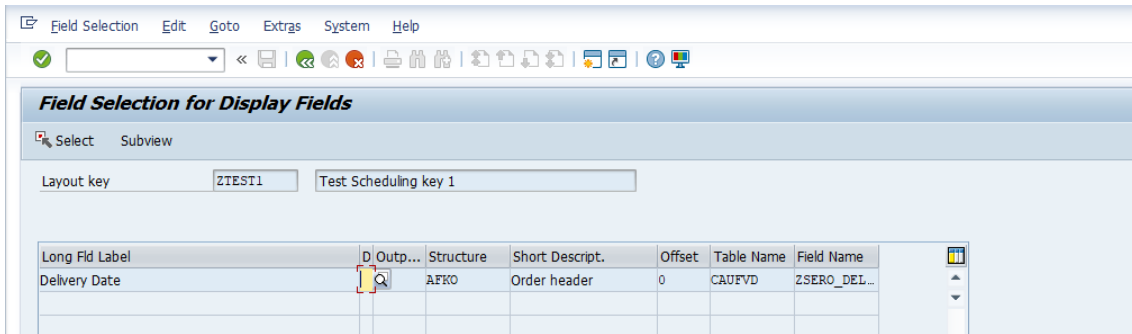 Field Selection Edit Goto Extras System Help
Field Selection for Display Fields
Select Subview
Layout key ZTEST1 Test Scheduling key 1
Long Fld Label D Outp... Structure Short Descript. Offset Table Name Field Name
Delivery Date AFKO Order header 0 CAUFVD ZSERO_DEL...